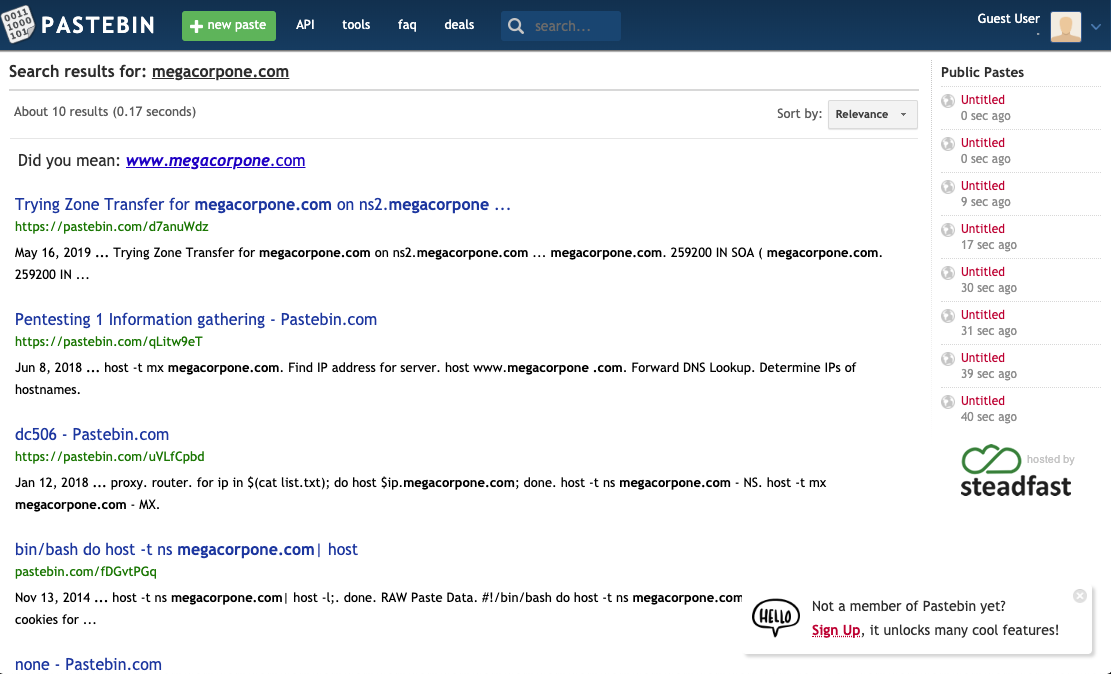 0011
1000
101
PASTEBIN
new paste
API
tools
faq
deals
search...
Guest User
-
Search results for: megacorpone.com
About 10 results (0.17 seconds)
Sort by:
Relevance
Did you mean: www.megacorpone.com
Trying Zone Transfer for megacorpone.com on ns2.megacorpone ...
https://pastebin.com/d7anuWdz
May 16, 2019 ... Trying Zone Transfer for megacorpone.com on ns2.megacorpone.com ... megacorpone.com. 259200 IN SOA ( megacorpone.com.
259200 IN ...
Pentesting 1 Information gathering - Pastebin.com
https://pastebin.com/qLitw9eT
Jun 8, 2018 ... host -t mx megacorpone.com. Find IP address for server. host www.megacorpone .com. Forward DNS Lookup. Determine IPs of
hostnames.
dc506 - Pastebin.com
https://pastebin.com/uVLfCpbd
Jan 12, 2018 ... proxy. router. for ip in $(cat list.txt); do host $ip.megacorpone.com; done. host -t ns megacorpone.com - NS. host -t mx
megacorpone.com - MX.
bin/bash do host -t ns megacorpone.com| host
pastebin.com/fDGvtPGq
Nov 13, 2014 ... host -t ns megacorpone.com| host -l;. done. RAW Paste Data. #!/bin/bash do host -t ns megacorpone.com
cookies for ...
none - Pastebin.com
Public Pastes
Untitled
0 sec ago
Untitled
0 sec ago
Untitled
9 sec ago
Untitled
17 sec ago
Untitled
30 sec ago
Untitled
31 sec ago
Untitled
39 sec ago
Untitled
40 sec ago
hosted by
steadfast
HELLO
Not a member of Pastebin yet?
Sign Up, it unlocks many cool features!